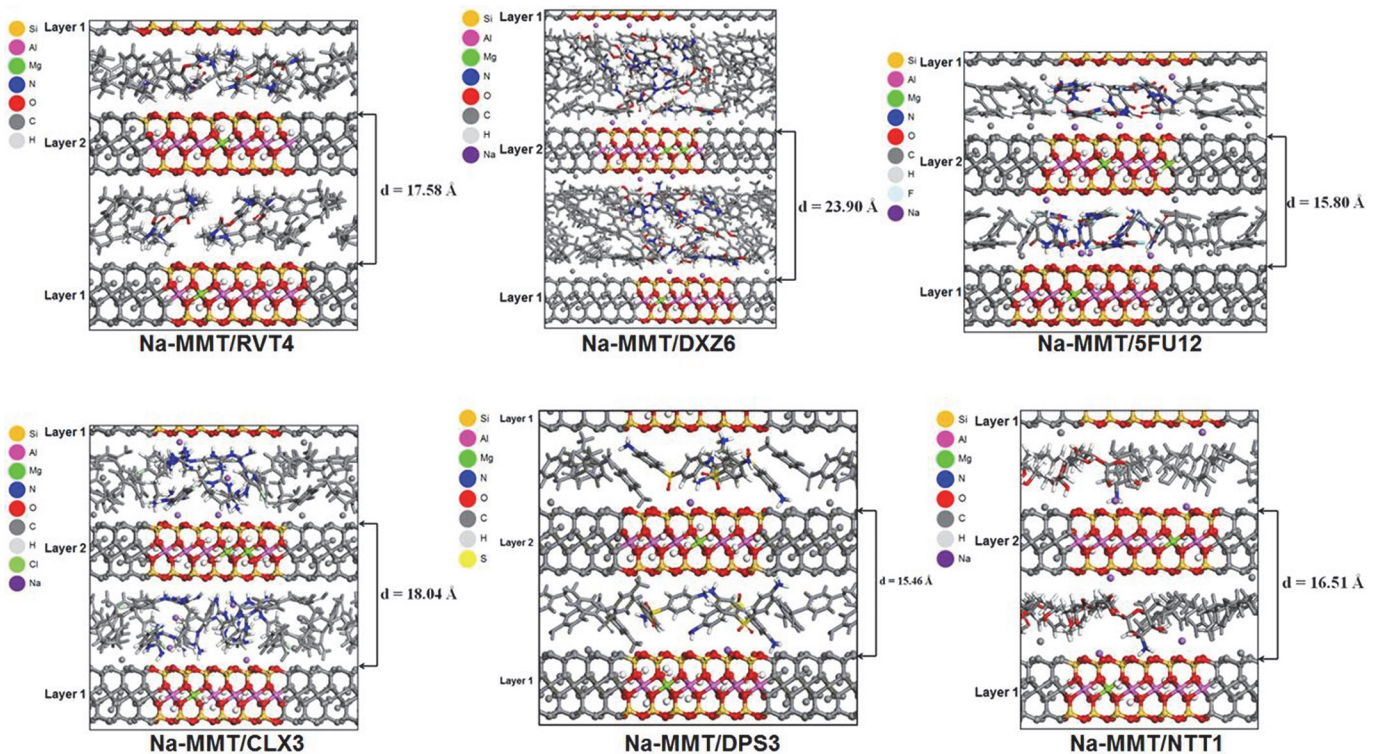 Si
Al
Mg
N
O
C
H
Layer 1
Layer 2
d = 17.58 Å
Layer 1
Na-MMT/RVT4
Si
Al
Mg
N
O
C
H
Na
Layer 1
Layer 2
d = 23.90 Å
Layer 1
Na-MMT/DXZ6
Si
Al
Mg
N
O
C
H
F
Na
Layer 1
Layer 2
d = 15.80 Å
Layer 1
Na-MMT/5FU12
Si
Al
Mg
N
O
C
H
Cl
Na
Layer 1
Layer 2
d = 18.04 Å
Layer 1
Na-MMT/CLX3
Si
Al
Mg
N
O
C
H
S
Layer 1
Layer 2
d = 15.46 Å
Layer 1
Na-MMT/DPS3
Si
Al
Mg
N
O
C
H
Na
Layer 1
Layer 2
d = 16.51 Å
Layer 1
Na-MMT/NTT1